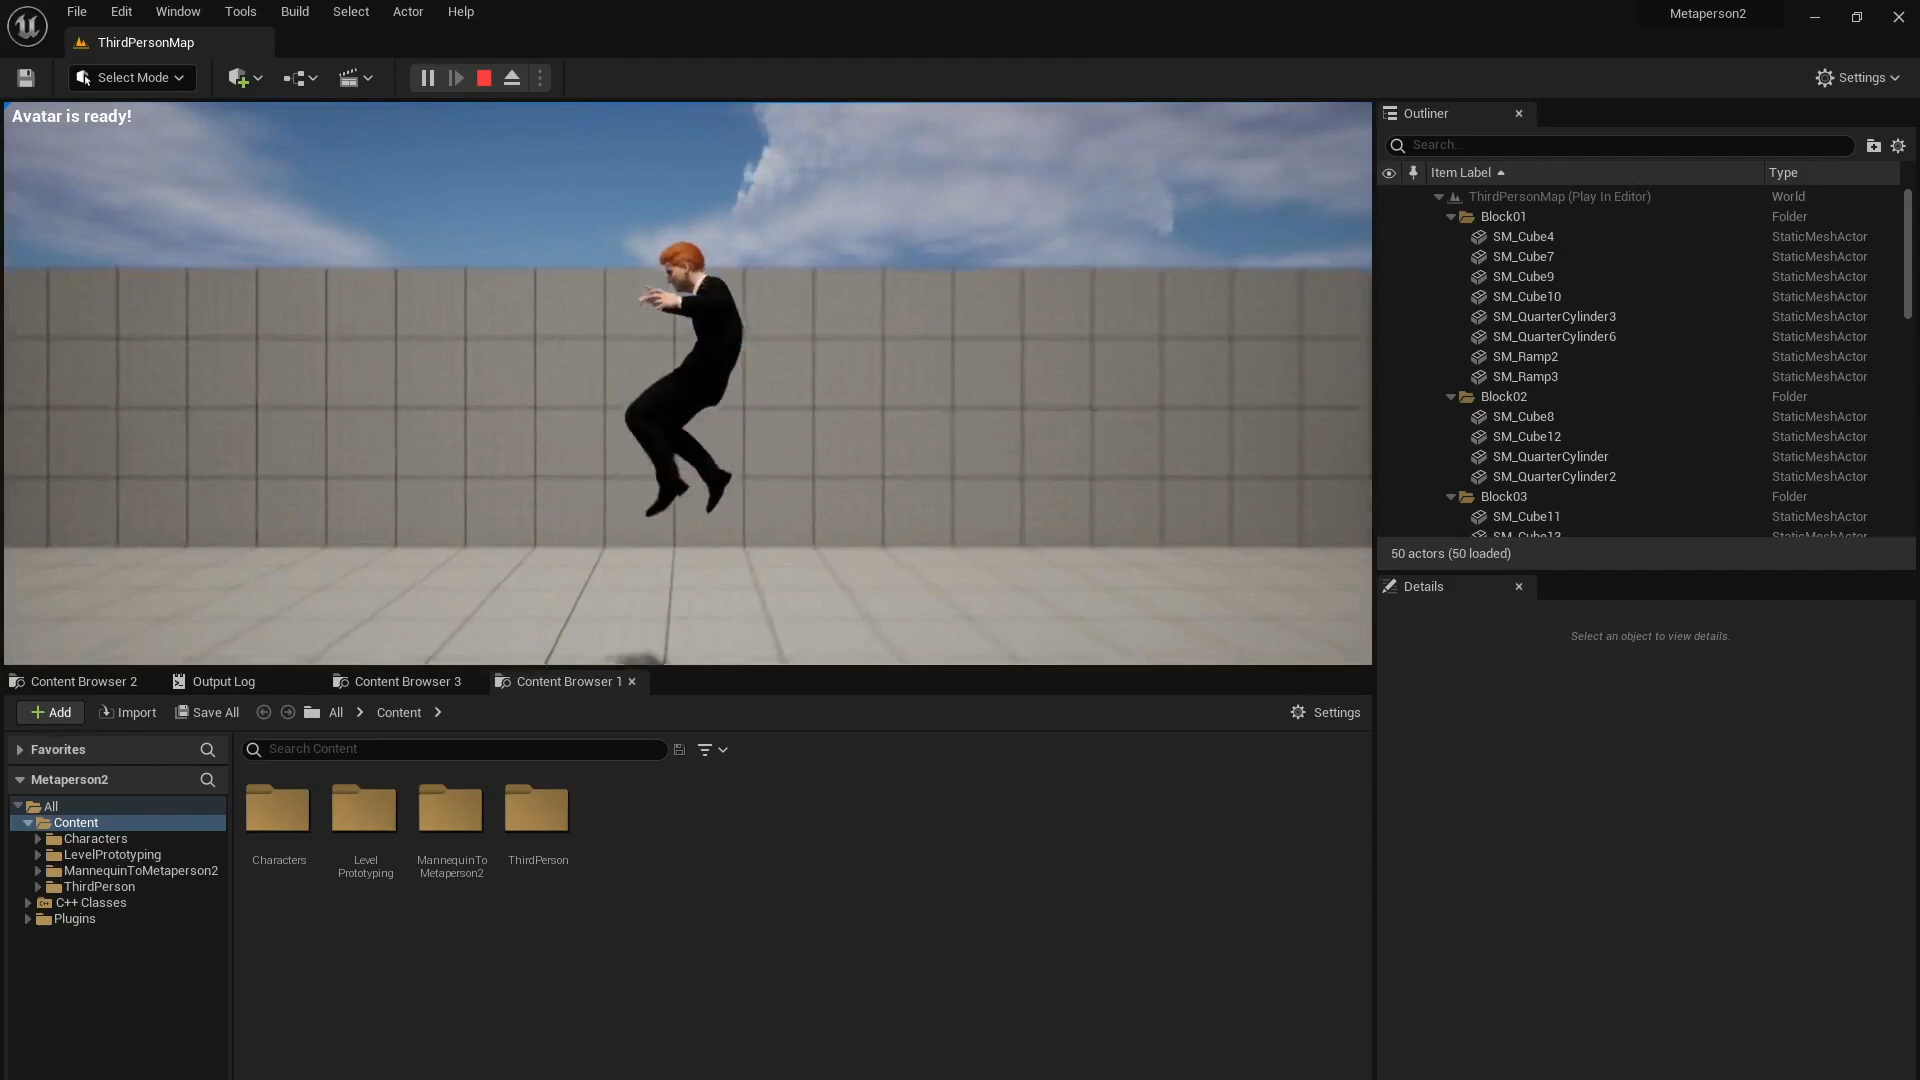 File Edit Window Tools Build Select Actor Help
Metaperson2
ThirdPersonMap
Select Mode
Settings
Avatar is ready!
Outliner
Search...
Item Label Type
ThirdPersonMap (Play In Editor) World
Block01 Folder
SM_Cube4 StaticMeshActor
SM_Cube7 StaticMeshActor
SM_Cube9 StaticMeshActor
SM_Cube10 StaticMeshActor
SM_QuarterCylinder3 StaticMeshActor
SM_QuarterCylinder6 StaticMeshActor
SM_Ramp2 StaticMeshActor
SM_Ramp3 StaticMeshActor
Block02 Folder
SM_Cube8 StaticMeshActor
SM_Cube12 StaticMeshActor
SM_QuarterCylinder StaticMeshActor
SM_QuarterCylinder2 StaticMeshActor
Block03 Folder
SM_Cube11 StaticMeshActor
SM_Cube13 StaticMeshActor
50 actors (50 loaded)
Details
Select an object to view details.
Content Browser 2 Output Log Content Browser 3 Content Browser 1
Add Import Save All All Content Settings
Favorites
Search Content
Metaperson2
All
Content
Characters
LevelPrototyping
MannequinToMetaperson2
ThirdPerson
C++ Classes
Plugins
Characters
Level
Prototyping
MannequinTo
Metaperson2
ThirdPerson